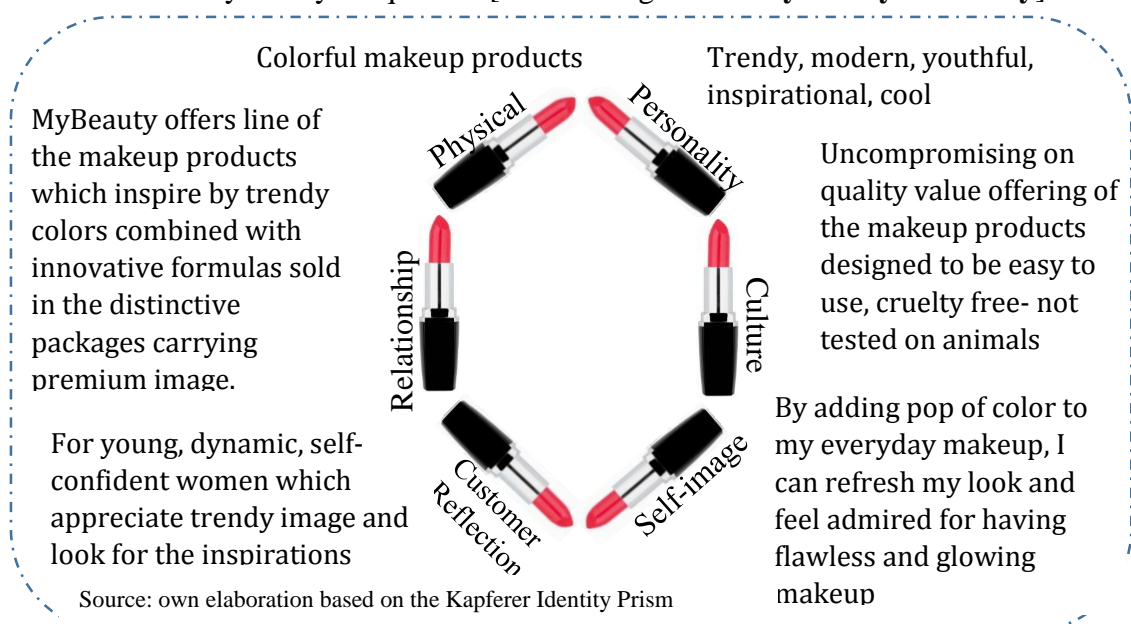 Colorful makeup products
Trendy, modern, youthful,
inspirational, cool
Physical
Personality
MyBeauty offers line of
the makeup products
which inspire by trendy
colors combined with
innovative formulas sold
in the distinctive
packages carrying
premium image.
Uncompromising on
quality value offering of
the makeup products
designed to be easy to
use, cruelty free- not
tested on animals
Relationship
Culture
For young, dynamic, self-
confident women which
appreciate trendy image and
look for the inspirations
Customer
Reflection
Self-image
By adding pop of color to
my everyday makeup, I
can refresh my look and
feel admired for having
flawless and glowing
makeup
Source: own elaboration based on the Kapferer Identity Prism